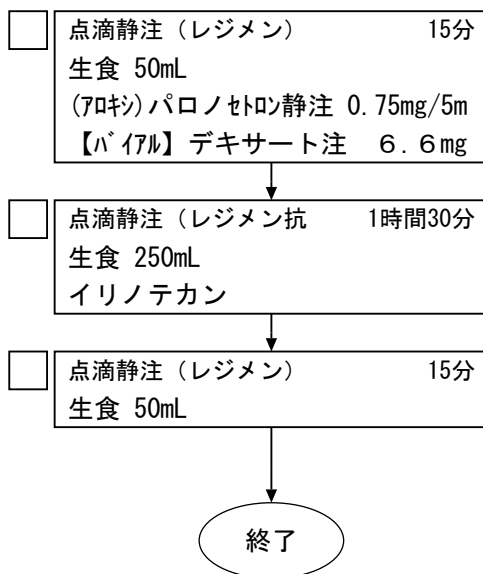 点滴静注（レジメン） 15分
生食 50mL
(ｱﾛｷｼ)パロノｾﾄﾛﾝ静注 0.75mg/5m
【ﾊﾞｲｱﾙ】デキサート注 ６.６mg
点滴静注（レジメン抗 1時間30分
生食 250mL
イリノテカン
点滴静注（レジメン） 15分
生食 50mL
終了